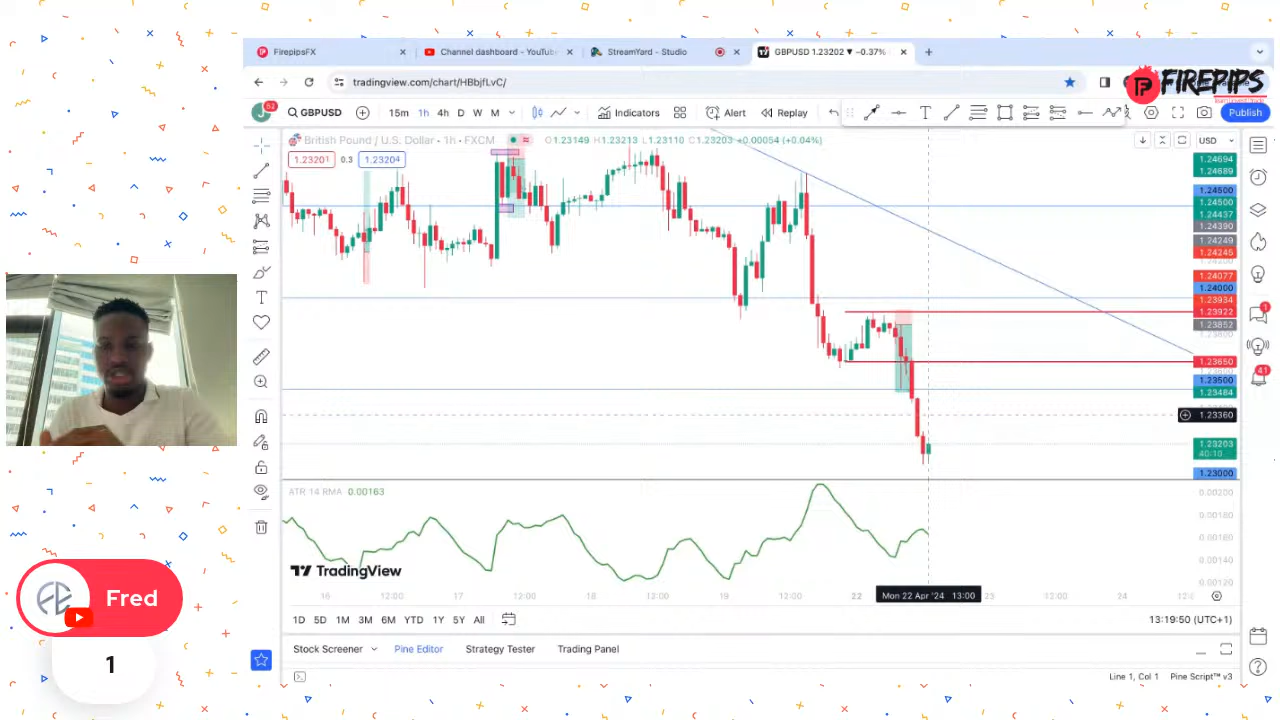 FirepipsFX
Channel dashboard - YouTube
StreamYard - Studio
GBPUSD 1.23202 ▼ −0.37%
tradingview.com/chart/HBbjfLvC/
FIREPIPS
52
GBPUSD
15m 1h 4h D W M
Indicators
Alert
Replay
Publish
British Pound / U.S. Dollar · 1h · FXCM
O1.23149 H1.23213 L1.23110 C1.23203 +0.00054 (+0.04%)
USD
1.23201 0.3 1.23204
1.24694
1.24689
1.24500
1.24500
1.24437
1.24390
1.24249
1.24245
1.24077
1.24000
1.23934
1.23922
1.23852
1.23650
1.23500
1.23484
1.23360
1.23203
40:10
1.23000
1
41
ATR 14 RMA 0.00163
0.00200
0.00180
0.00160
0.00140
0.00120
TradingView
16 12:00 17 12:00 18 12:00 19 12:00 22 Mon 22 Apr '24 13:00 23 12:00 24
1D 5D 1M 3M 6M YTD 1Y 5Y All
13:19:50 (UTC+1)
Stock Screener Pine Editor Strategy Tester Trading Panel
Line 1, Col 1 Pine Script™ v3
Fred
1